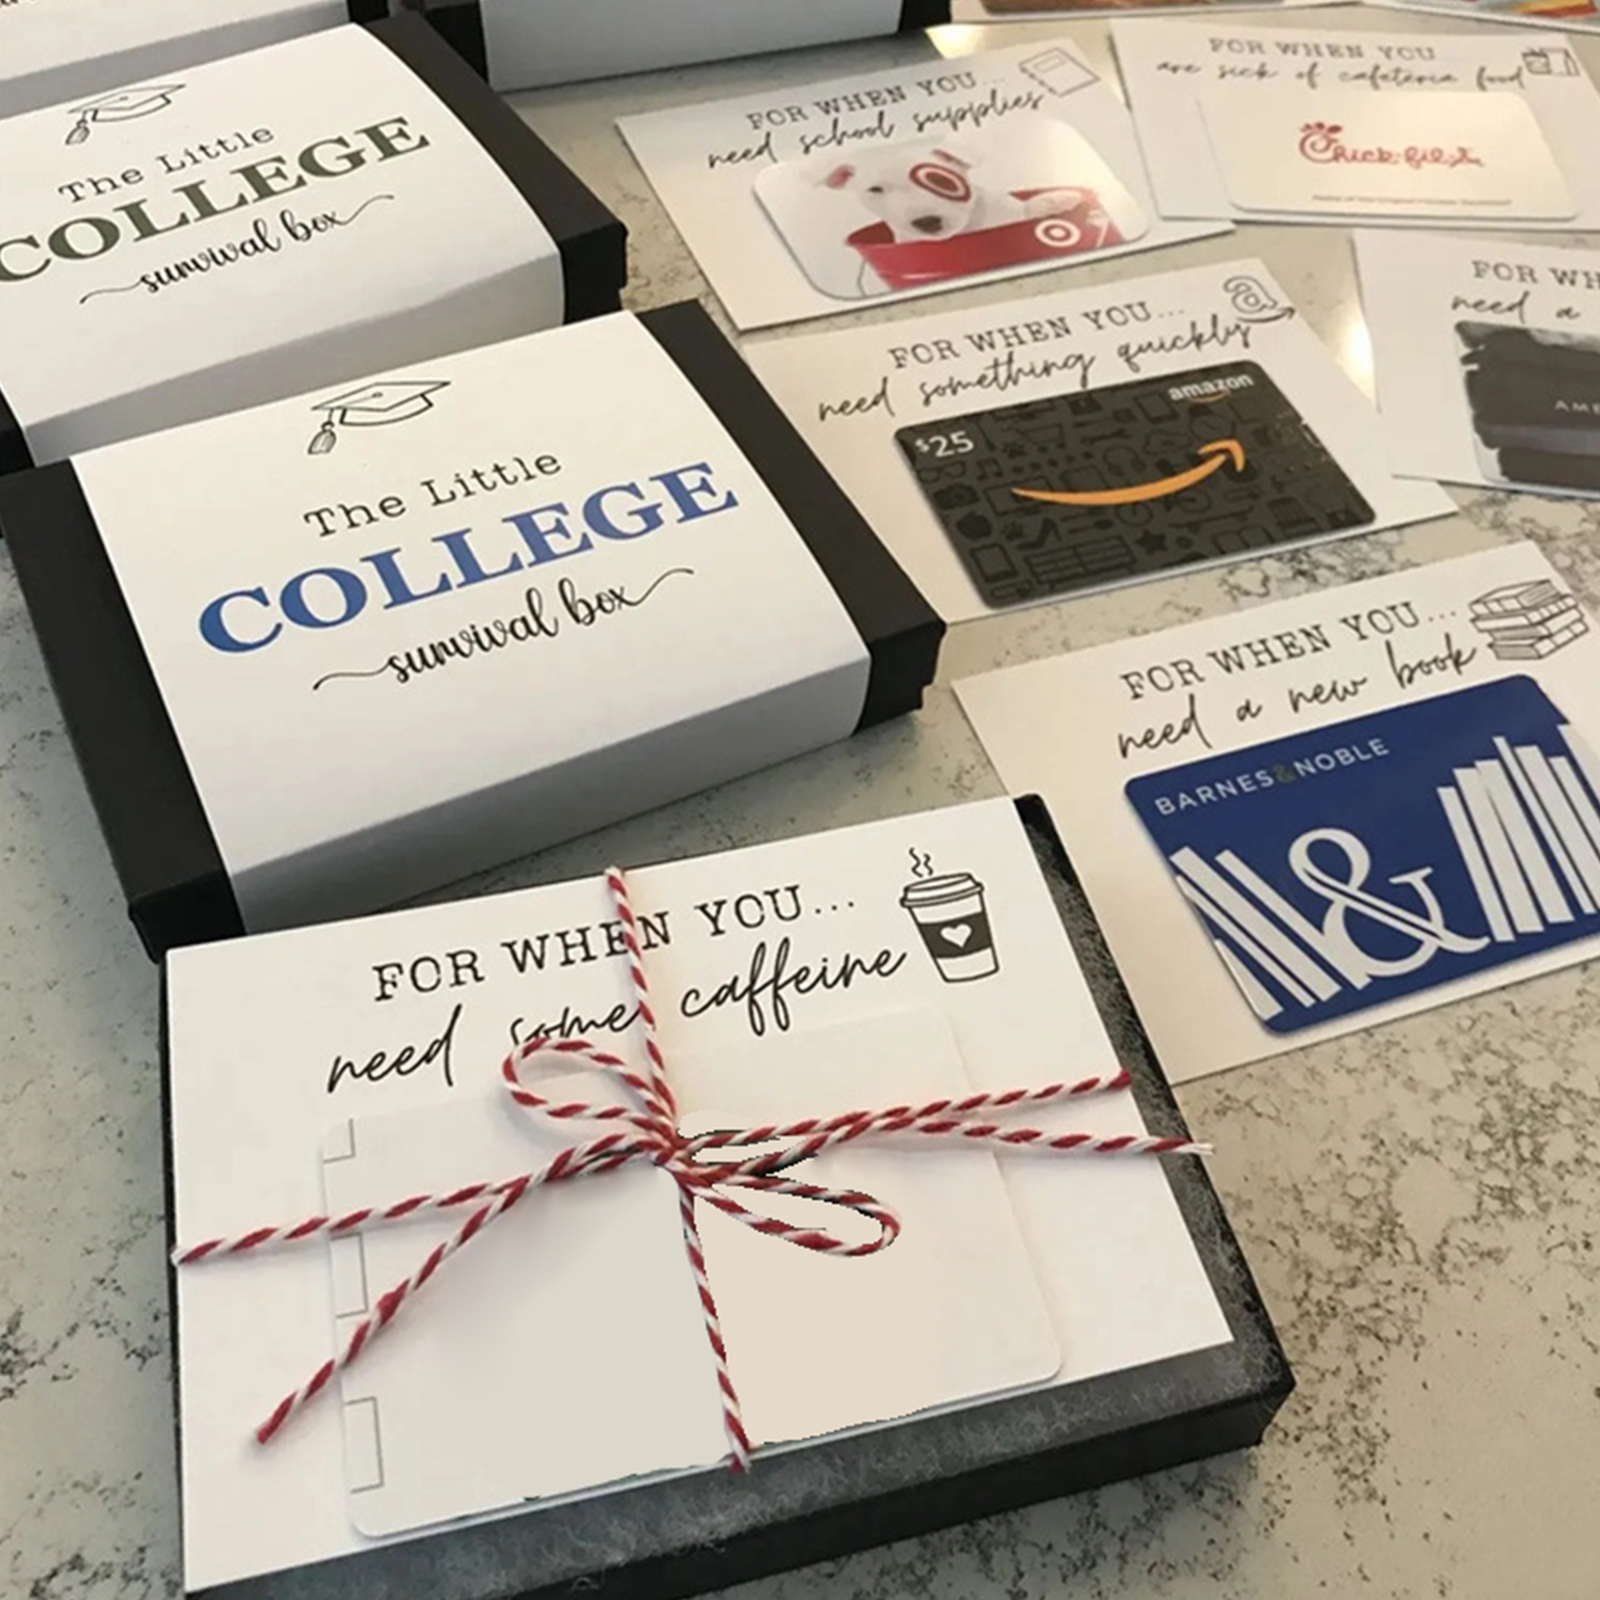 The Little
COLLEGE
survival box
The Little
COLLEGE
survival box
FOR WHEN YOU...
need school supplies
FOR WHEN YOU
are sick of cafeteria food
Chick-fil-A
FOR WHEN YOU...
need something quickly
a
amazon
$25
FOR WH
need a
AME
FOR WHEN YOU...
need a new book
BARNES&NOBLE
&
FOR WHEN YOU...
need some caffeine